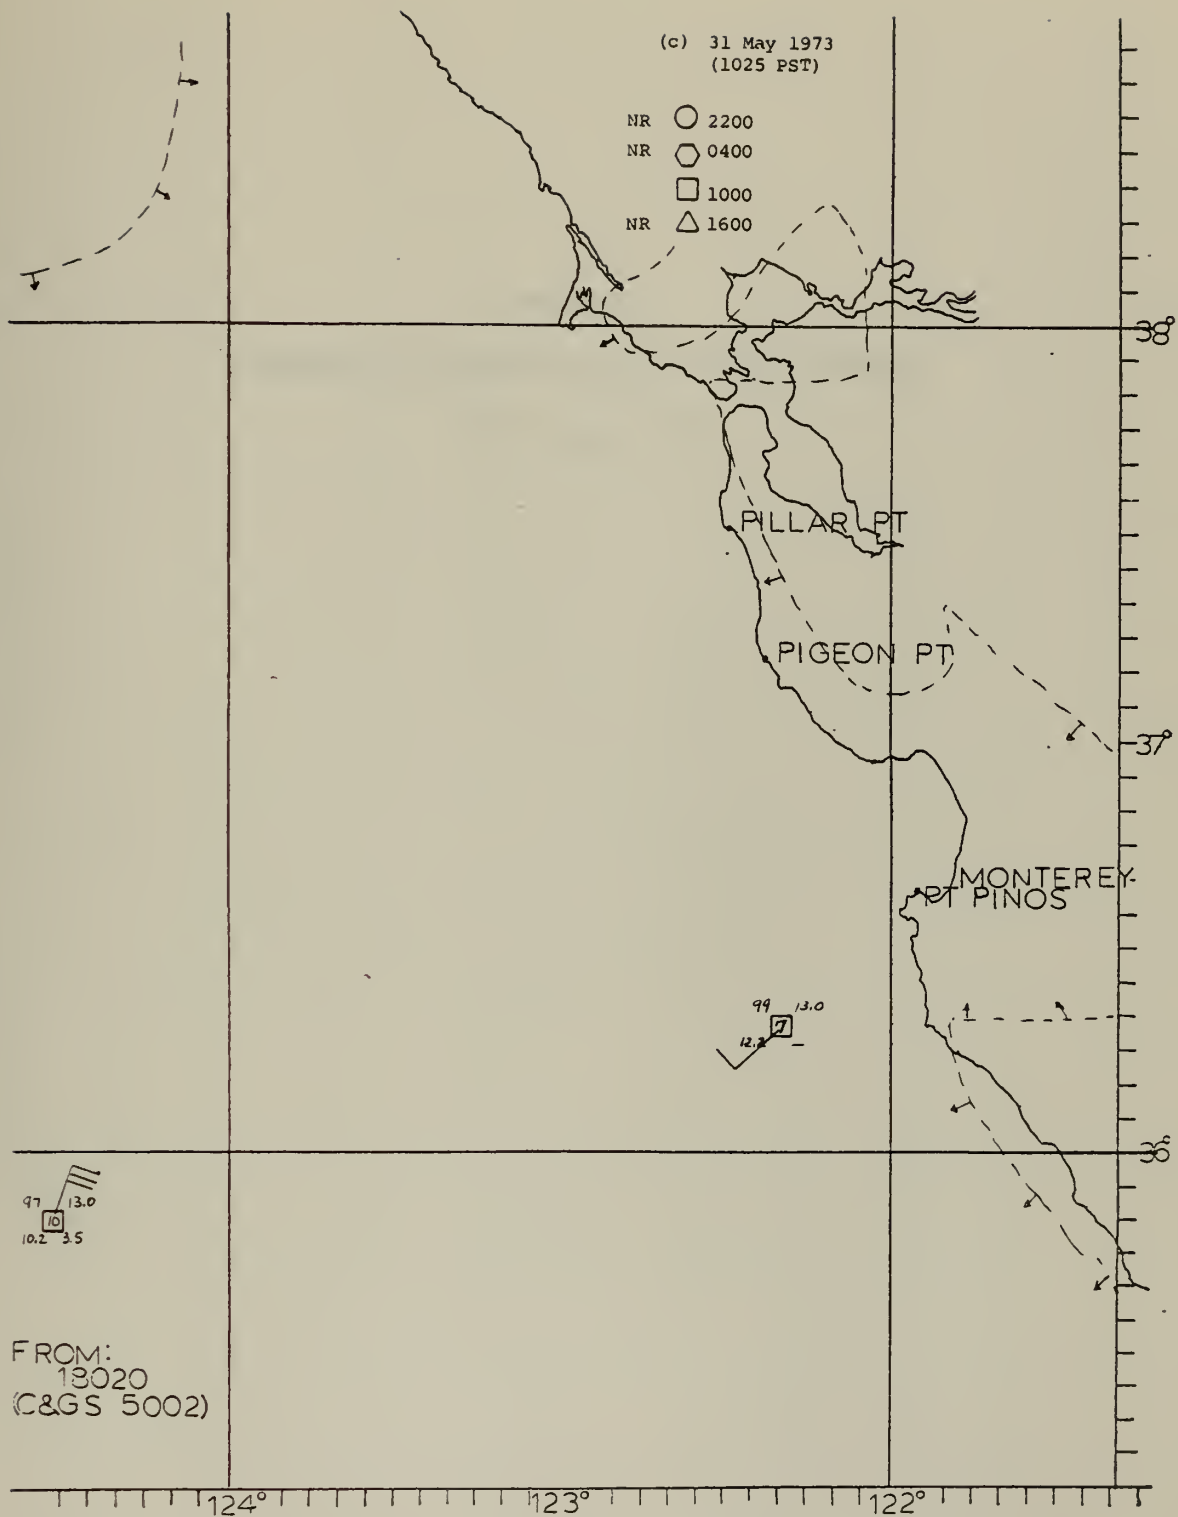 (c) 31 May 1973
(1025 PST)
NR 2200
NR 0400
1000
NR 1600
38°
PILLAR PT
PIGEON PT
37°
MONTEREY
PT PINOS
99 13.0
7
12.2 —
36°
97 13.0
10
10.2 3.5
FROM:
18020
(C&GS 5002)
124° 123° 122°